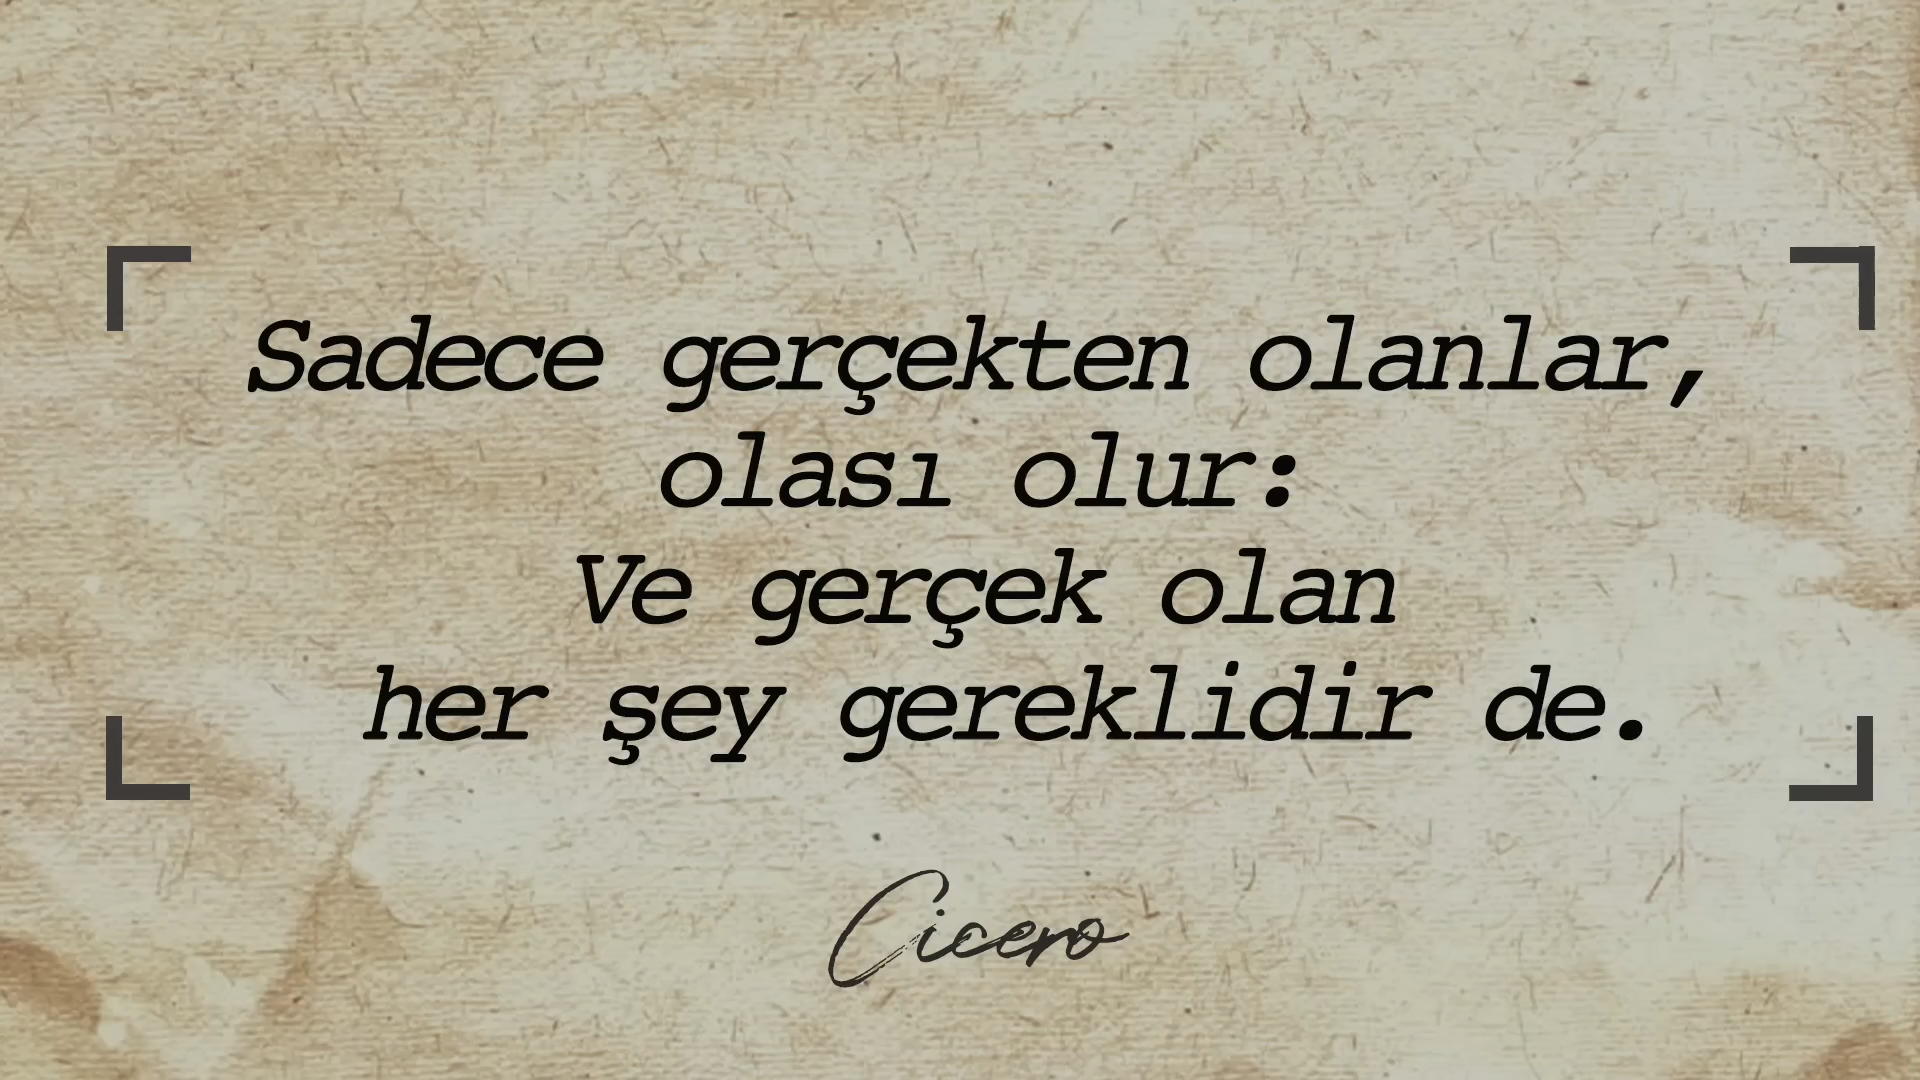 Sadece gerçekten olanlar,
olası olur:
Ve gerçek olan
her şey gereklidir de.
Cicero